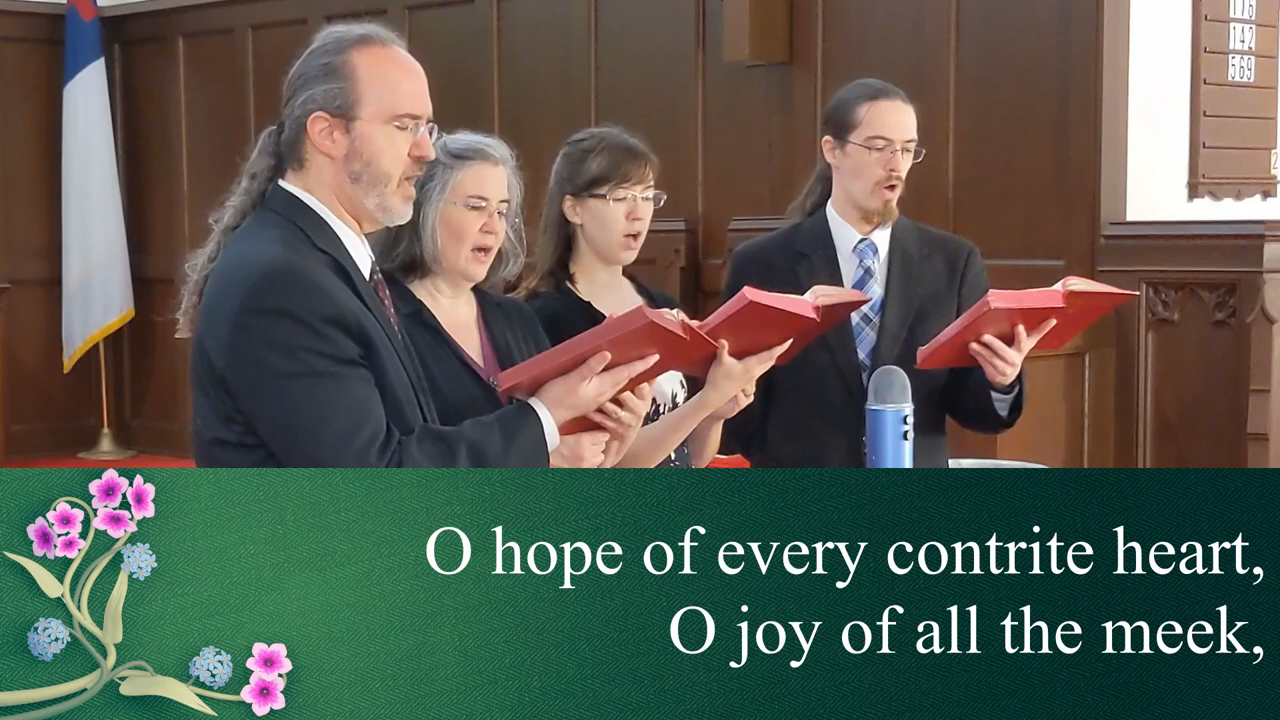 116
142
569
O hope of every contrite heart,
O joy of all the meek,